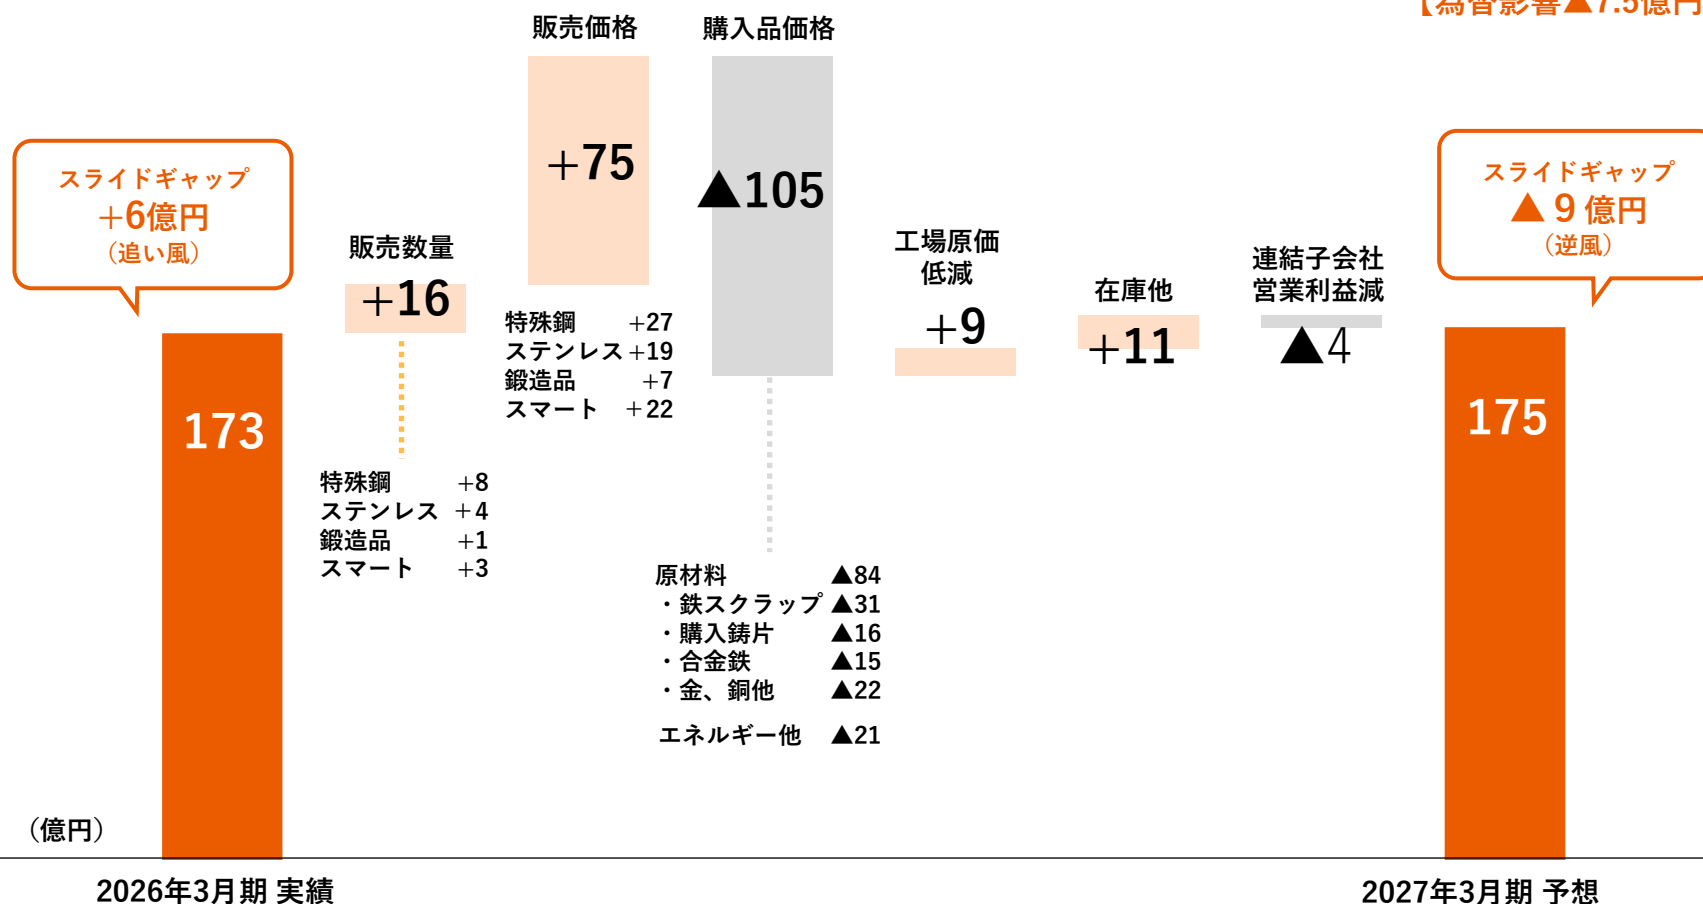 【為替影響▲7.5億円
販売価格
購入品価格
+75
▲105
スライドギャップ
+6億円
（追い風）
スライドギャップ
▲ 9 億円
（逆風）
販売数量
+16
工場原価
低減
+9
在庫他
+11
連結子会社
営業利益減
▲4
特殊鋼 +27
ステンレス +19
鍛造品 +7
スマート +22
173
175
特殊鋼 +8
ステンレス +4
鍛造品 +1
スマート +3
原材料 ▲84
・鉄スクラップ ▲31
・購入鋳片 ▲16
・合金鉄 ▲15
・金、銅他 ▲22
エネルギー他 ▲21
（億円）
2026年3月期 実績
2027年3月期 予想